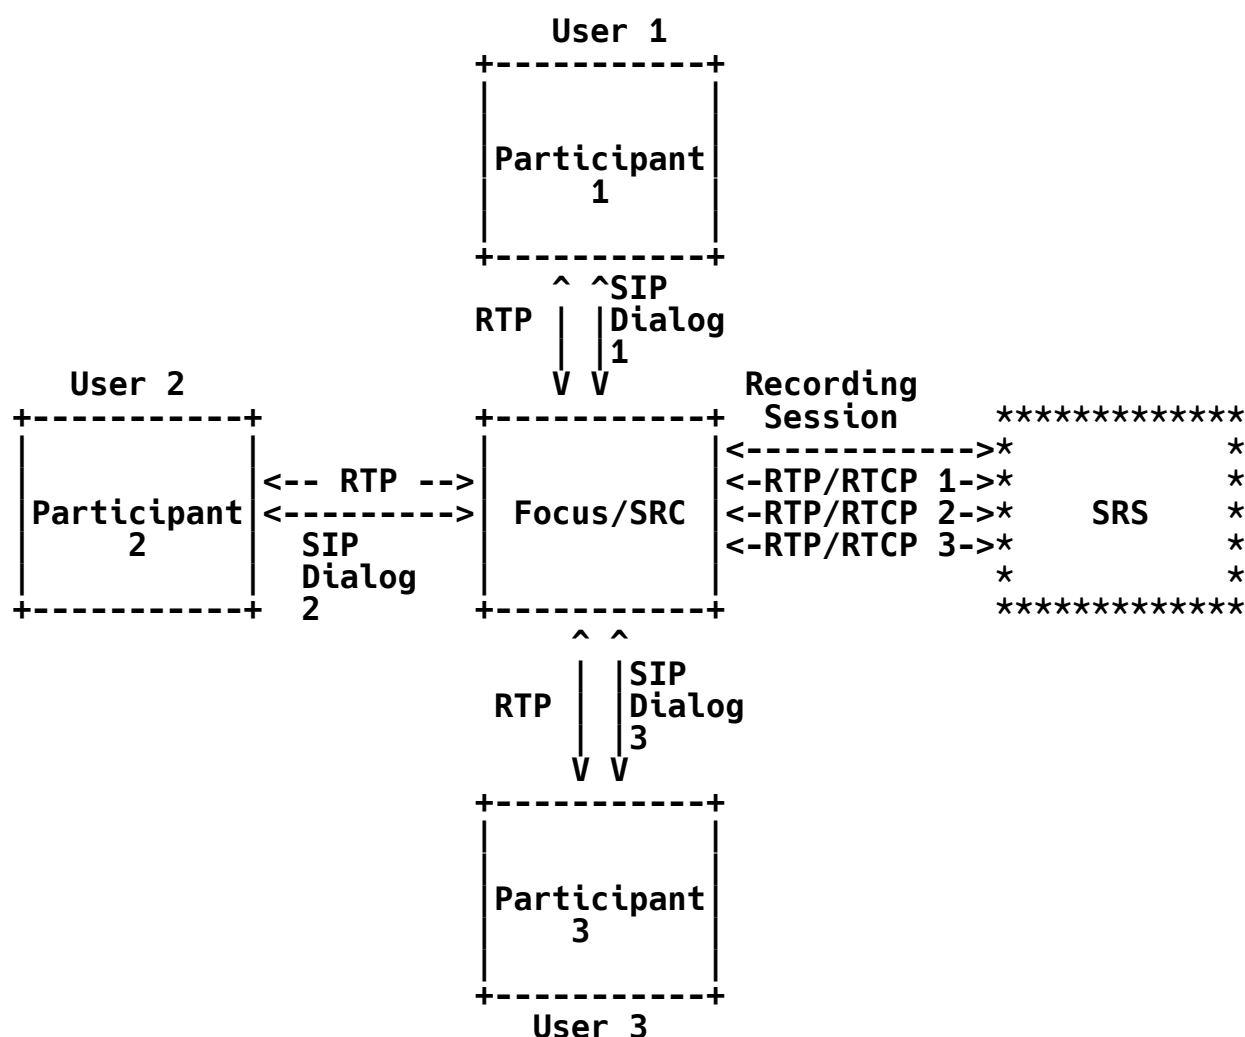 User 1
+-----------+
|           |
|           |
|Participant|
|     1     |
|           |
+-----------+
^ ^SIP
RTP | |Dialog
| |1
User 2 V V Recording
+-----------+ +-----------+ Session *************
|           | |           |<------------>* *
|           |<-- RTP -->| |<-RTP/RTCP 1->* *
|Participant|<--------->| Focus/SRC |<-RTP/RTCP 2->* SRS *
|     2     | SIP | |<-RTP/RTCP 3->* *
|           | Dialog | | * *
+-----------+ 2 +-----------+ *************
^ ^
| |SIP
RTP | |Dialog
| |3
V V
+-----------+
|           |
|           |
|Participant|
|    3      |
|           |
+-----------+
User 3